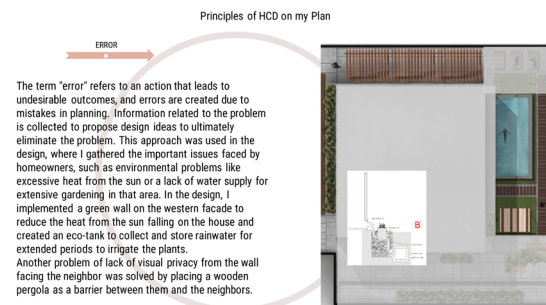 Principles of HCD on my Plan
ERROR
The term "error" refers to an action that leads to
undesirable outcomes, and errors are created due to
mistakes in planning. Information related to the problem
is collected to propose design ideas to ultimately
eliminate the problem. This approach was used in the
design, where I gathered the important issues faced by
homeowners, such as environmental problems like
excessive heat from the sun or a lack of water supply for
extensive gardening in that area. In the design, I
implemented a green wall on the western facade to
reduce the heat from the sun falling on the house and
created an eco-tank to collect and store rainwater for
extended periods to irrigate the plants.
Another problem of lack of visual privacy from the wall
facing the neighbor was solved by placing a wooden
pergola as a barrier between them and the neighbors.
B